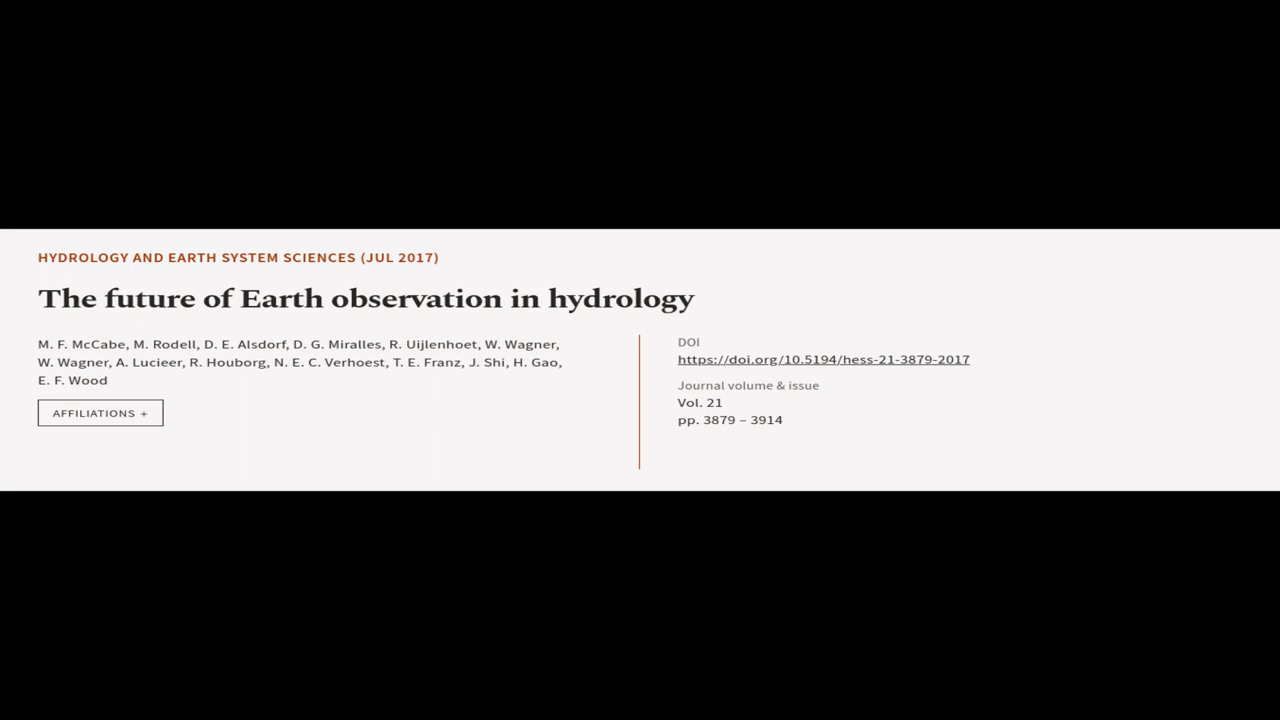 HYDROLOGY AND EARTH SYSTEM SCIENCES (JUL 2017)
The future of Earth observation in hydrology
M. F. McCabe, M. Rodell, D. E. Alsdorf, D. G. Miralles, R. Uijlenhoet, W. Wagner,
W. Wagner, A. Lucieer, R. Houborg, N. E. C. Verhoest, T. E. Franz, J. Shi, H. Gao,
E. F. Wood
AFFILIATIONS +
DOI
https://doi.org/10.5194/hess-21-3879-2017
Journal volume & issue
Vol. 21
pp. 3879 – 3914